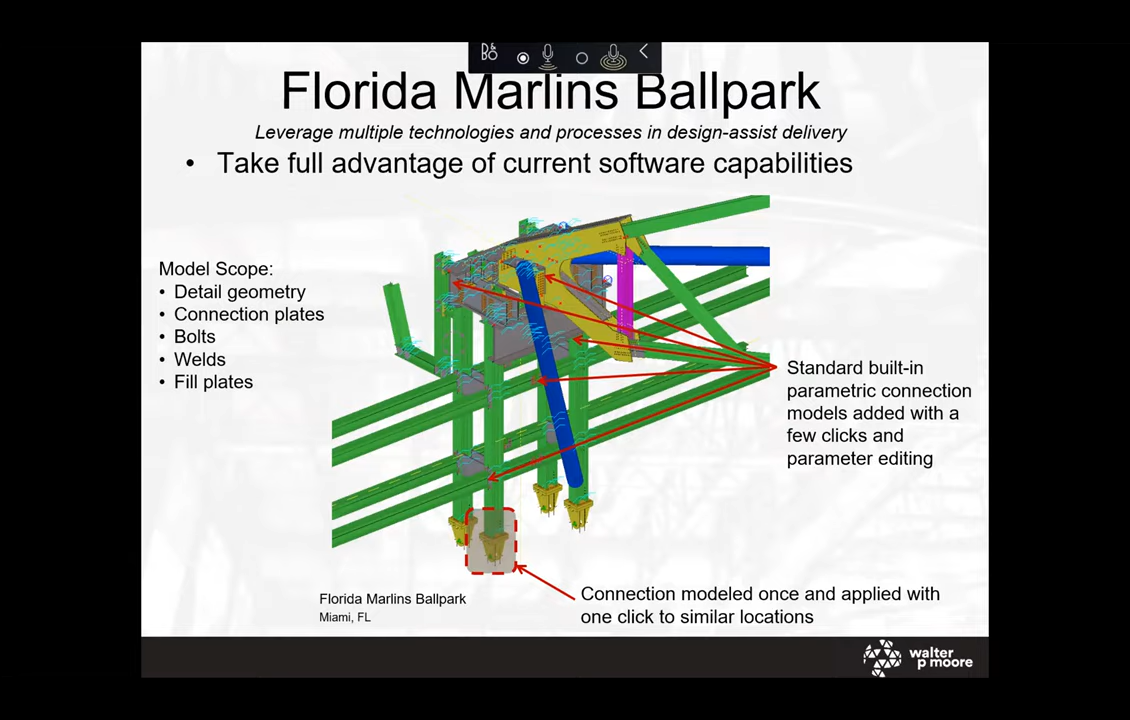 B&O
Florida Marlins Ballpark
Leverage multiple technologies and processes in design-assist delivery
• Take full advantage of current software capabilities
Model Scope:
• Detail geometry
• Connection plates
• Bolts
• Welds
• Fill plates
Standard built-in
parametric connection
models added with a
few clicks and
parameter editing
Connection modeled once and applied with
one click to similar locations
Florida Marlins Ballpark
Miami, FL
walter
p moore